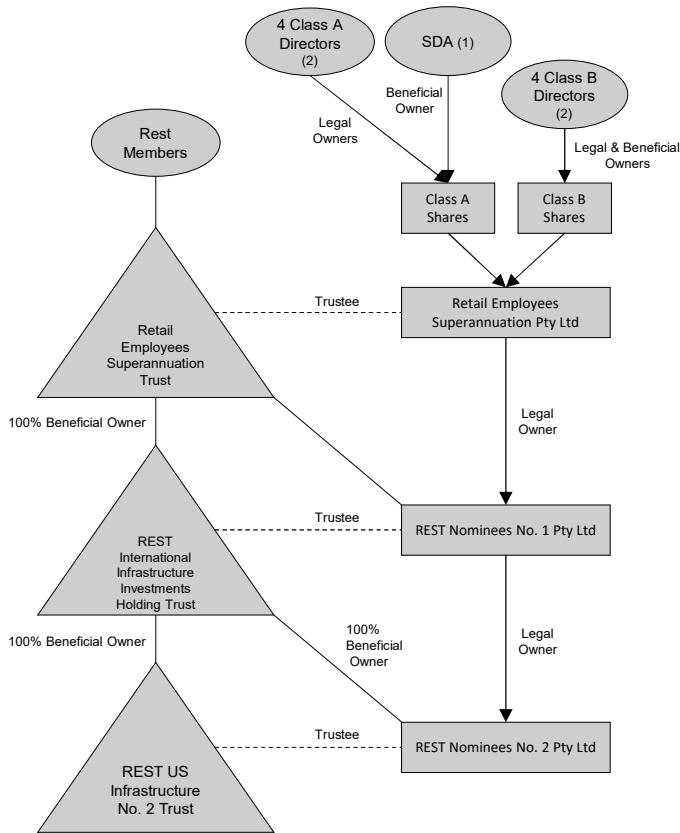 4 Class A
Directors
(2)
SDA (1)
4 Class B
Directors
(2)
Beneficial
Owner
Legal
Owners
Legal & Beneficial
Owners
Rest
Members
Class A
Shares
Class B
Shares
Trustee
Retail Employees
Superannuation Pty Ltd
Retail
Employees
Superannuation
Trust
100% Beneficial Owner
Legal
Owner
Trustee
REST Nominees No. 1 Pty Ltd
REST
International
Infrastructure
Investments
Holding Trust
100% Beneficial Owner
100%
Beneficial
Owner
Legal
Owner
Trustee
REST Nominees No. 2 Pty Ltd
REST US
Infrastructure
No. 2 Trust